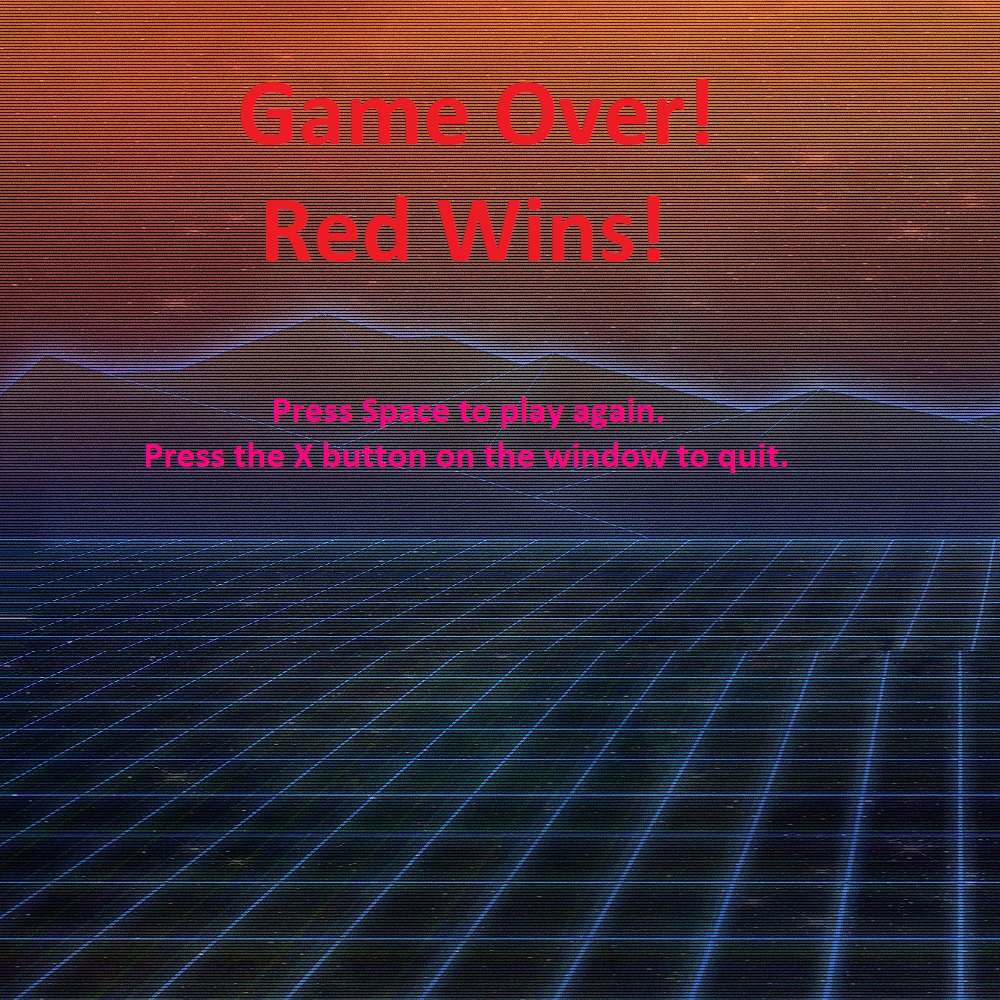 Game Over!
Red Wins!
Press Space to play again.
Press the X button on the window to quit.